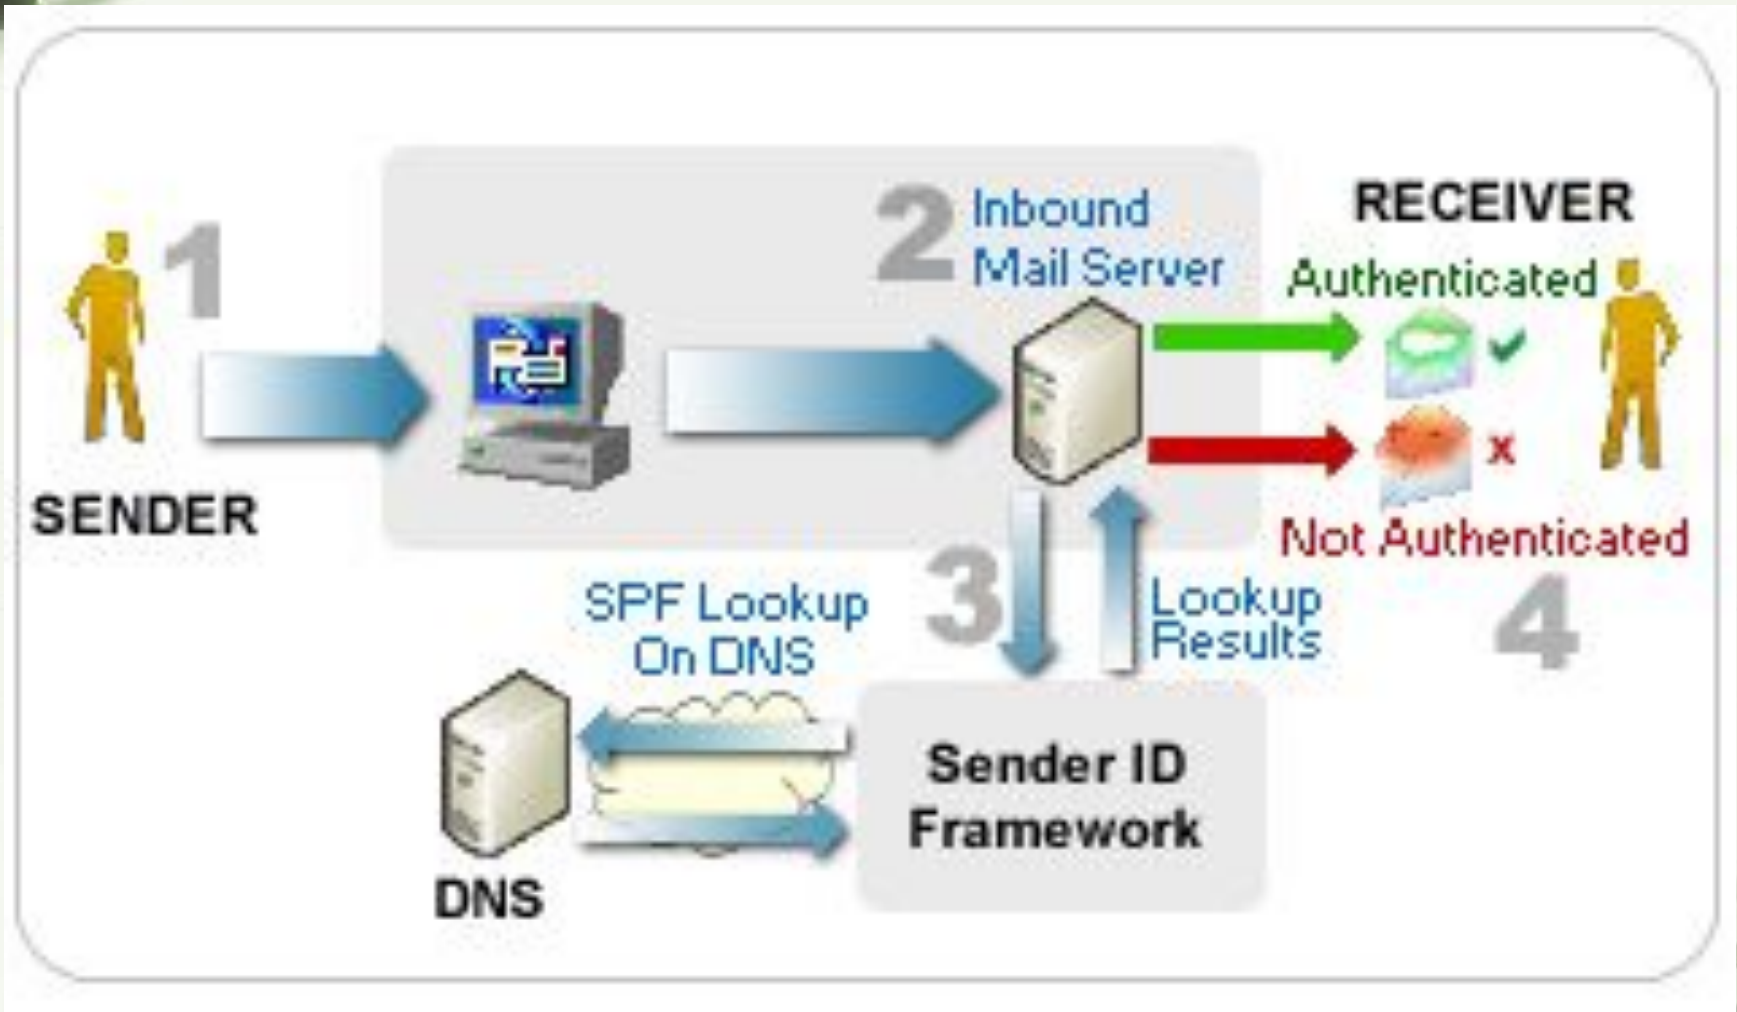 1
SENDER
2
Inbound
Mail Server
RECEIVER
Authenticated
x
Not Authenticated
3
Lookup
Results
4
SPF Lookup
On DNS
DNS
Sender ID
Framework